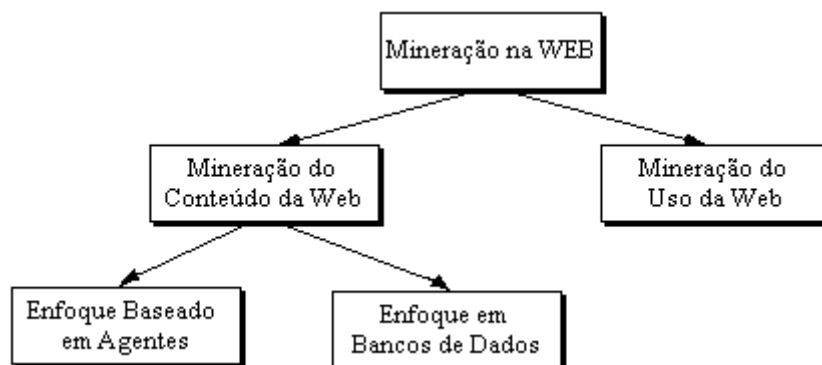 Mineração na WEB
Mineração do
Conteúdo da Web
Mineração do
Uso da Web
Enfoque Baseado
em Agentes
Enfoque em
Bancos de Dados